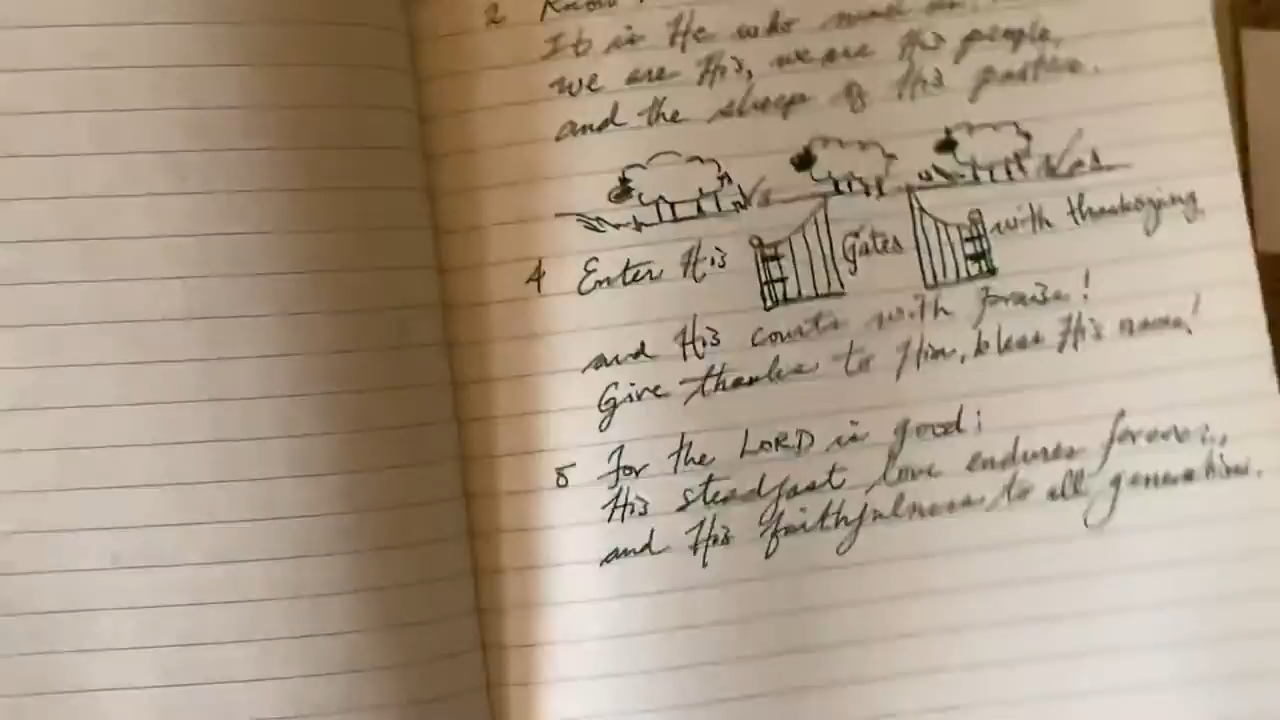 2 Know
It is He who made us,
we are His, we are His people,
and the sheep of His pasture.
4 Enter His Gates with thanksgiving
and His courts with praise!
Give thanks to Him, bless His name!
5 For the LORD is good;
His steadfast love endures forever,
and His faithfulness to all generations.